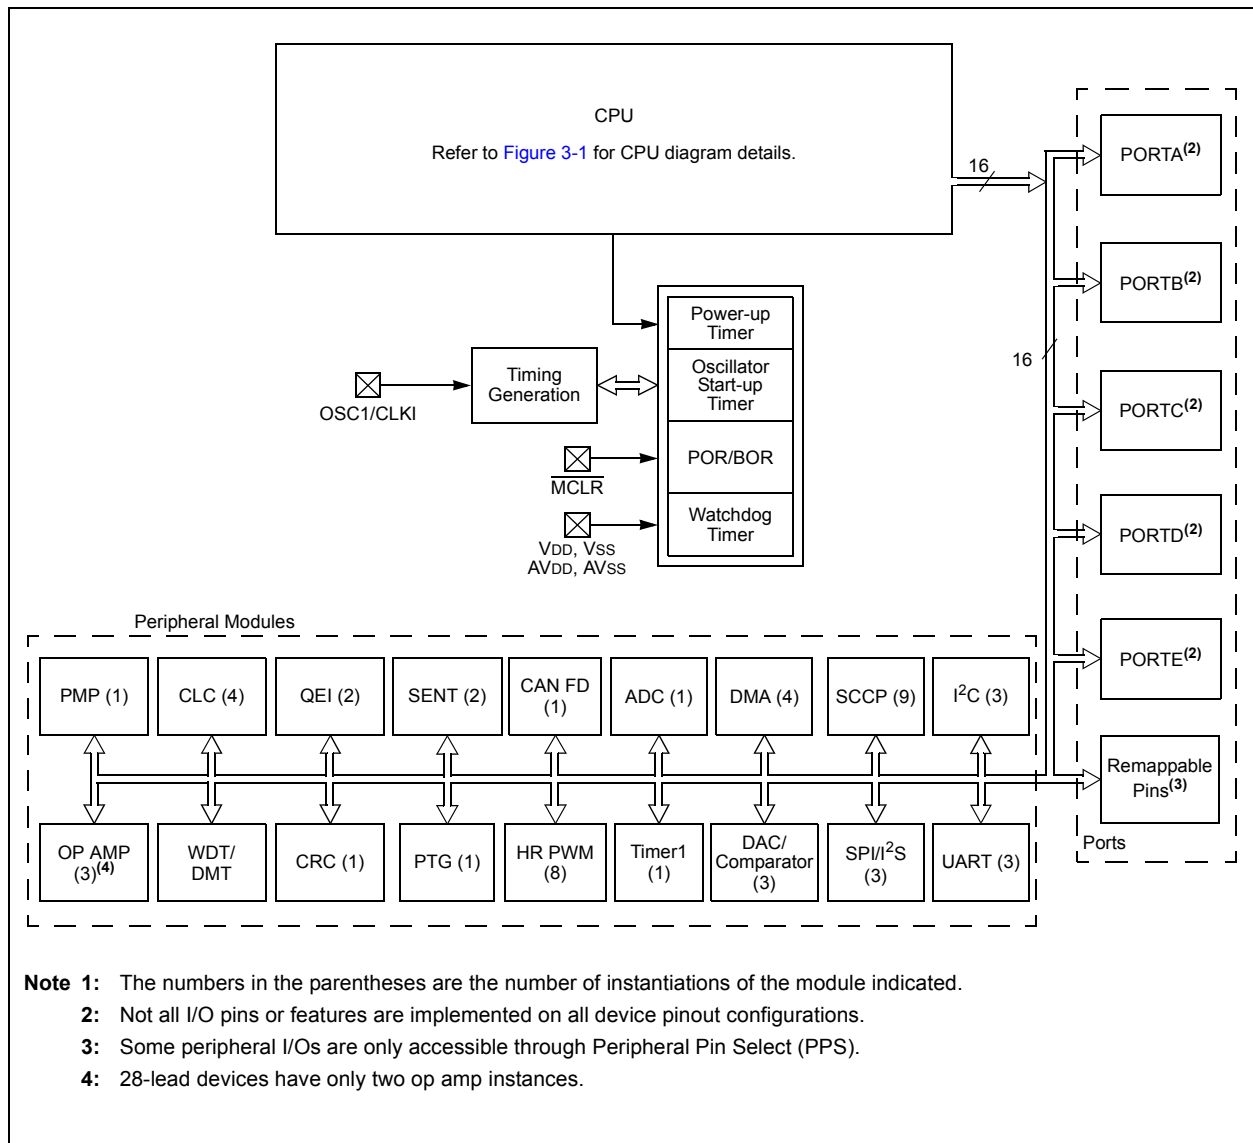 CPU
Refer to Figure 3-1 for CPU diagram details.
16
PORTA(2)
PORTB(2)
16
PORTC(2)
PORTD(2)
PORTE(2)
Remappable
Pins(3)
Ports
Power-up
Timer
Oscillator
Start-up
Timer
POR/BOR
Watchdog
Timer
Timing
Generation
OSC1/CLKI
MCLR
VDD, VSS
AVDD, AVSS
Peripheral Modules
PMP (1)
CLC (4)
QEI (2)
SENT (2)
CAN FD
(1)
ADC (1)
DMA (4)
SCCP (9)
I2C (3)
OP AMP
(3)(4)
WDT/
DMT
CRC (1)
PTG (1)
HR PWM
(8)
Timer1
(1)
DAC/
Comparator
(3)
SPI/I2S
(3)
UART (3)
Note 1: The numbers in the parentheses are the number of instantiations of the module indicated.
2: Not all I/O pins or features are implemented on all device pinout configurations.
3: Some peripheral I/Os are only accessible through Peripheral Pin Select (PPS).
4: 28-lead devices have only two op amp instances.